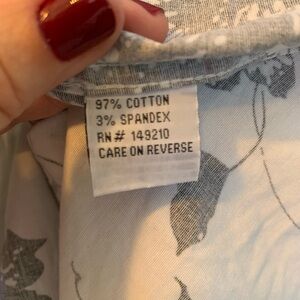 97% COTTON
3% SPANDEX
RN# 149210
CARE ON REVERSE